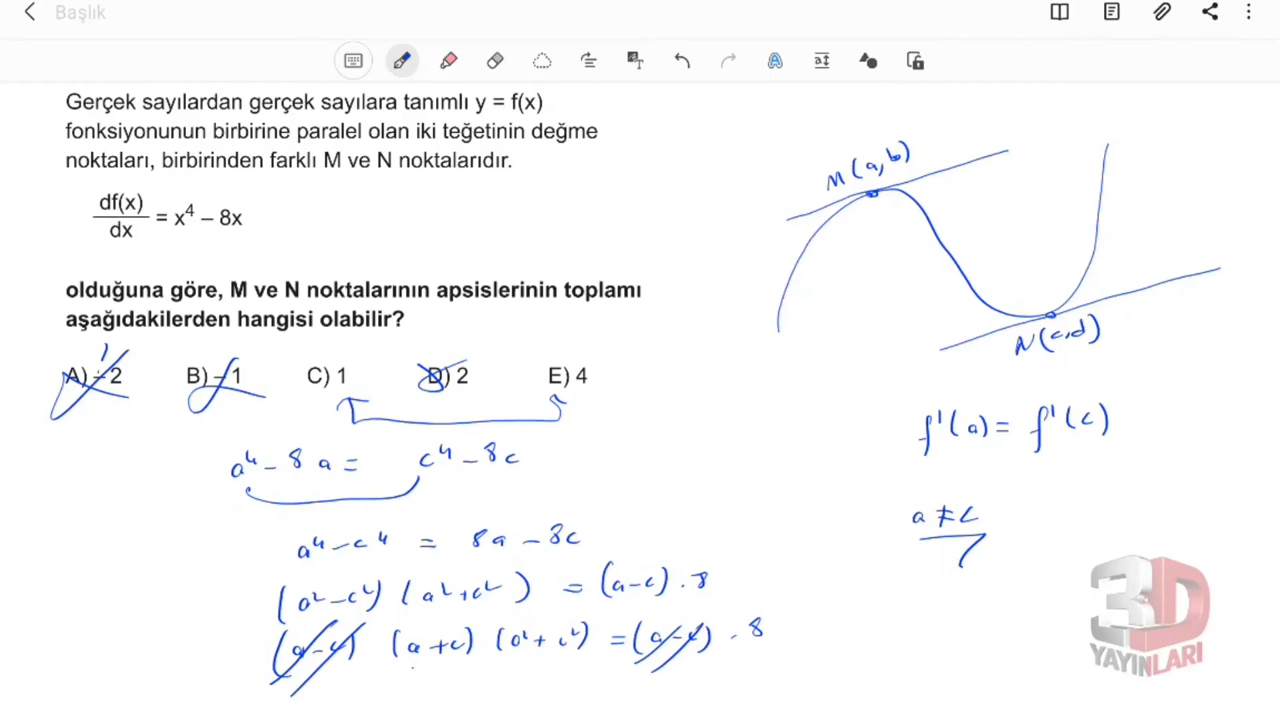 Başlık
Gerçek sayılardan gerçek sayılara tanımlı y = f(x)
fonksiyonunun birbirine paralel olan iki teğetinin değme
noktaları, birbirinden farklı M ve N noktalarıdır.
df(x)/dx = x⁴ – 8x
olduğuna göre, M ve N noktalarının apsislerinin toplamı
aşağıdakilerden hangisi olabilir?
A) –2 B) –1 C) 1 D) 2 E) 4
a⁴ – 8a = c⁴ – 8c
a⁴ – c⁴ = 8a – 8c
(a² – c²) (a² + c²) = (a – c) . 8
(a – c) (a + c) (a² + c²) = (a – c) . 8
M(a,b)
N(c,d)
f'(a) = f'(c)
a ≠ c
3D
YAYINLARI